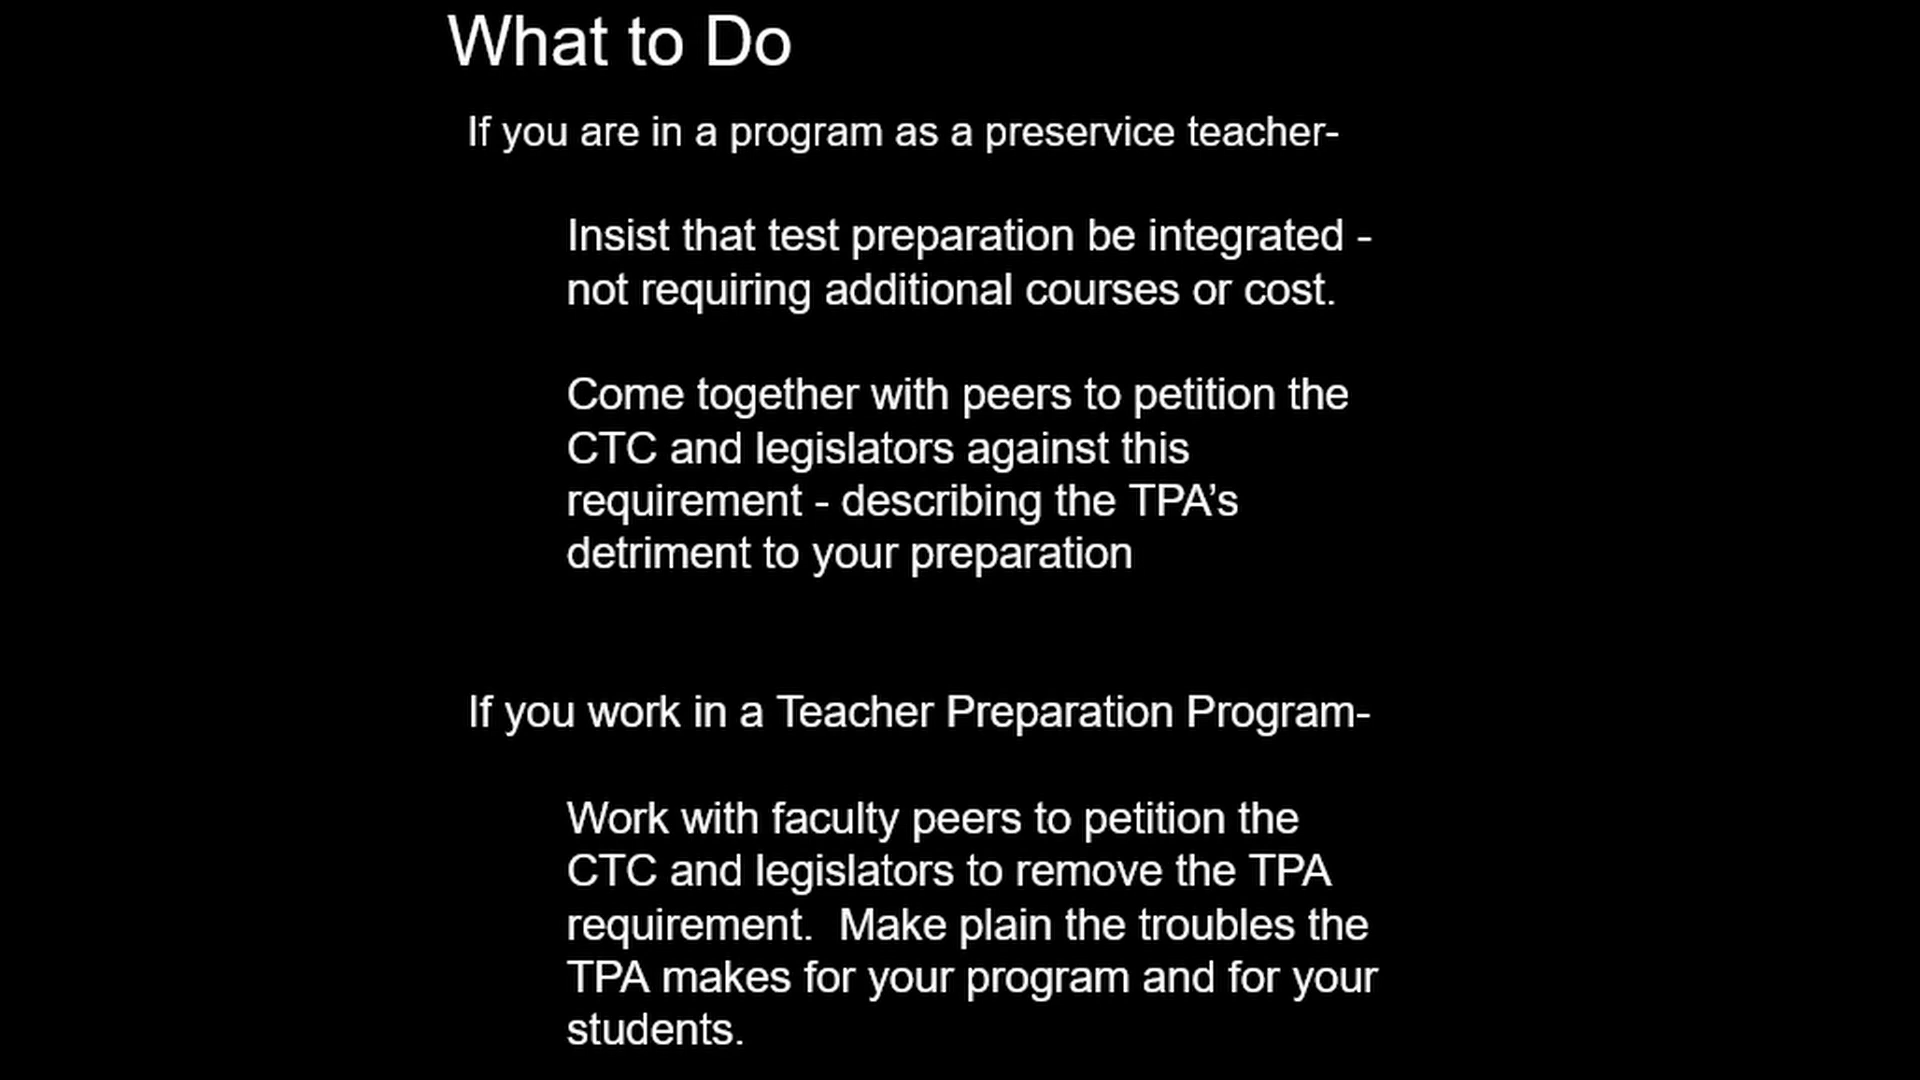 What to Do
If you are in a program as a preservice teacher-
Insist that test preparation be integrated -
not requiring additional courses or cost.
Come together with peers to petition the
CTC and legislators against this
requirement - describing the TPA’s
detriment to your preparation
If you work in a Teacher Preparation Program-
Work with faculty peers to petition the
CTC and legislators to remove the TPA
requirement.  Make plain the troubles the
TPA makes for your program and for your
students.